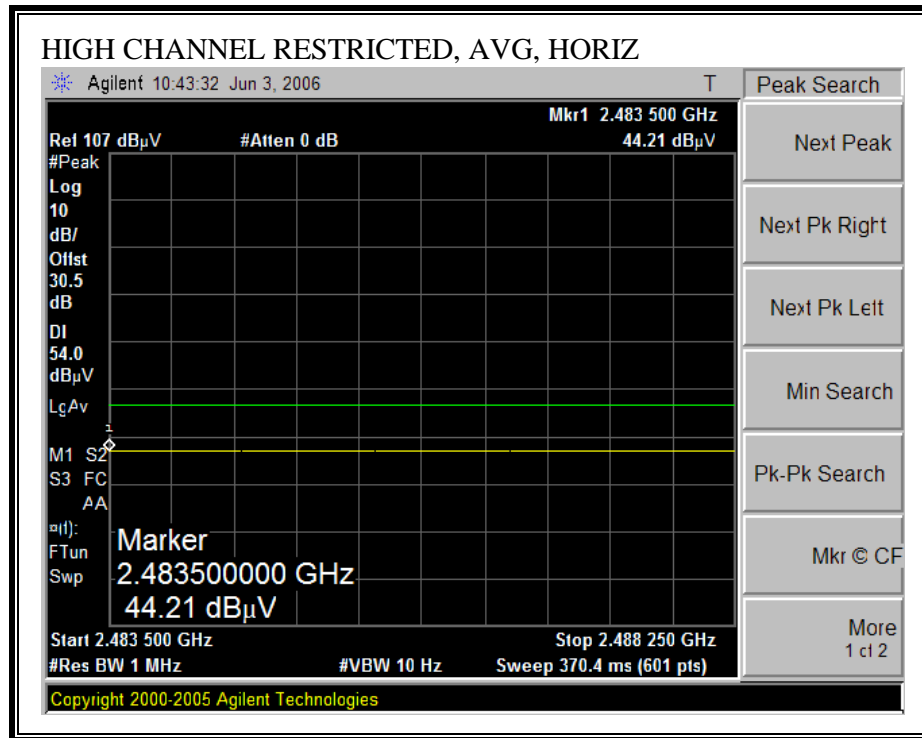 HIGH CHANNEL RESTRICTED, AVG, HORIZ
Agilent 10:43:32 Jun 3, 2006 T
Peak Search
Mkr1 2.483 500 GHz
Ref 107 dBµV #Atten 0 dB 44.21 dBµV
#Peak
Log
10
dB/
Offst
30.5
dB
DI
54.0
dBµV
LgAv
1
M1 S2
S3 FC
AA
¤(f):
FTun
Swp
Marker
2.483500000 GHz
44.21 dBµV
Start 2.483 500 GHz Stop 2.488 250 GHz
#Res BW 1 MHz #VBW 10 Hz Sweep 370.4 ms (601 pts)
Copyright 2000-2005 Agilent Technologies
Next Peak
Next Pk Right
Next Pk Left
Min Search
Pk-Pk Search
Mkr © CF
More
1 of 2